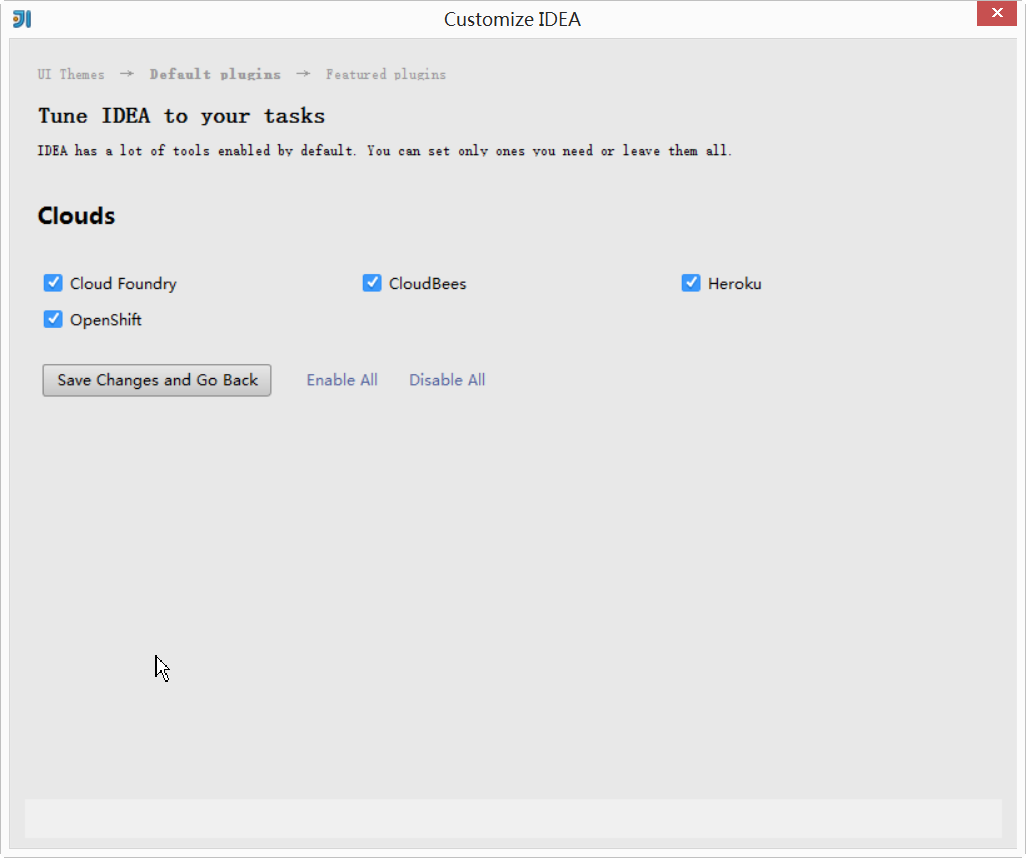 Customize IDEA
UI Themes → Default plugins → Featured plugins
Tune IDEA to your tasks
IDEA has a lot of tools enabled by default. You can set only ones you need or leave them all.
Clouds
Cloud Foundry CloudBees Heroku
OpenShift
Save Changes and Go Back Enable All Disable All